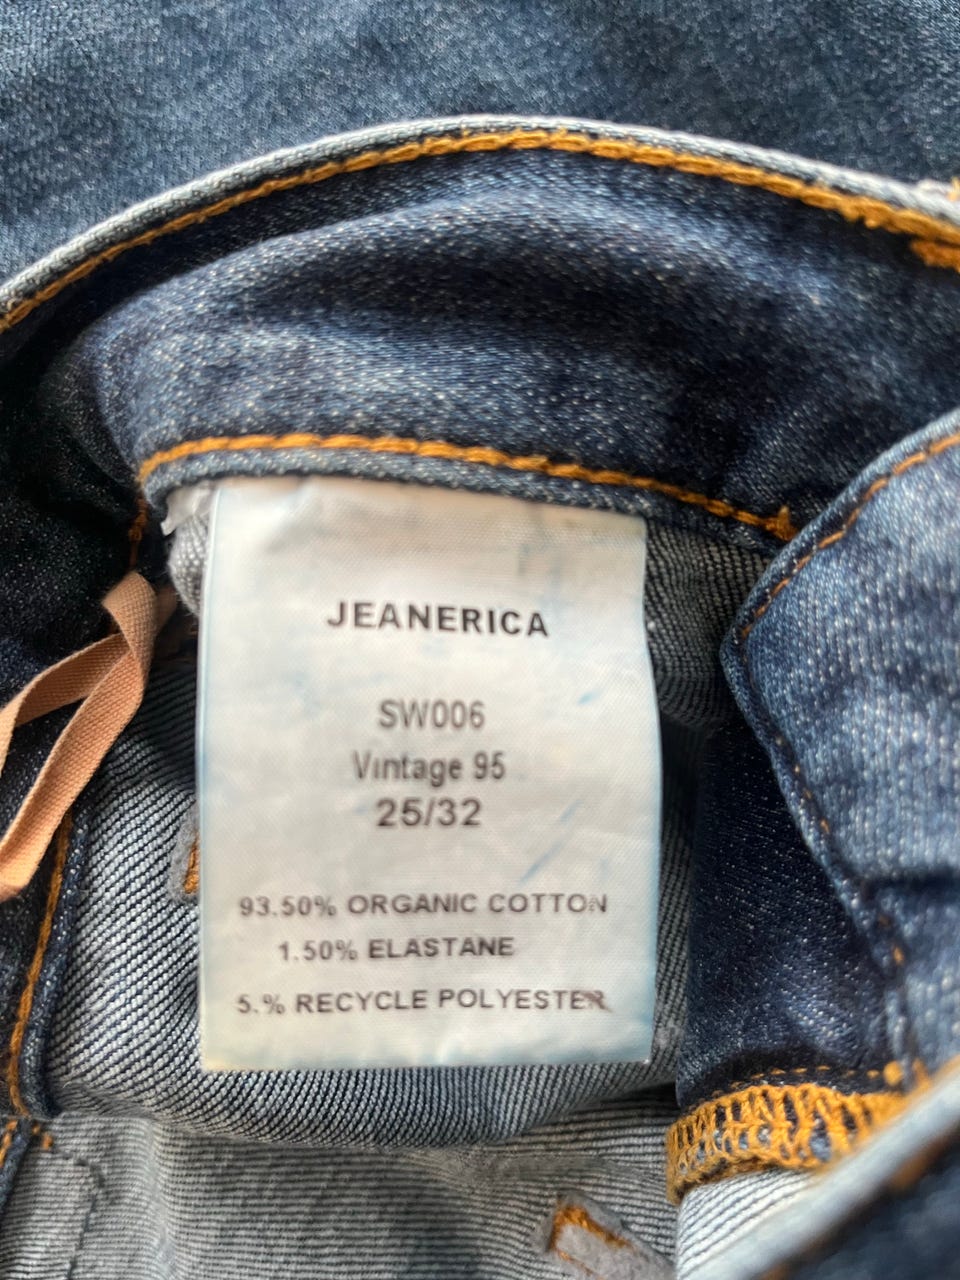 JEANERICA
SW006
Vintage 95
25/32
93.50% ORGANIC COTTON
1.50% ELASTANE
5.% RECYCLE POLYESTER